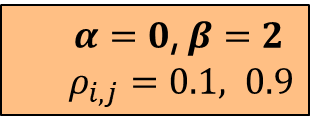 α = 0, β = 2
ρi,j = 0.1, 0.9